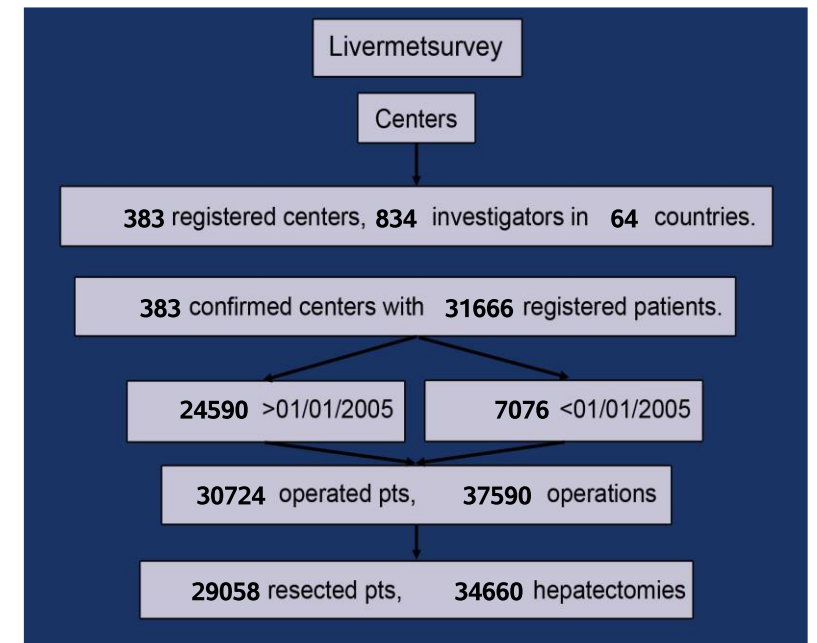 Livermetsurvey
Centers
383 registered centers, 834 investigators in 64 countries.
383 confirmed centers with 31666 registered patients.
24590 >01/01/2005
7076 <01/01/2005
30724 operated pts, 37590 operations
29058 resected pts, 34660 hepatectomies